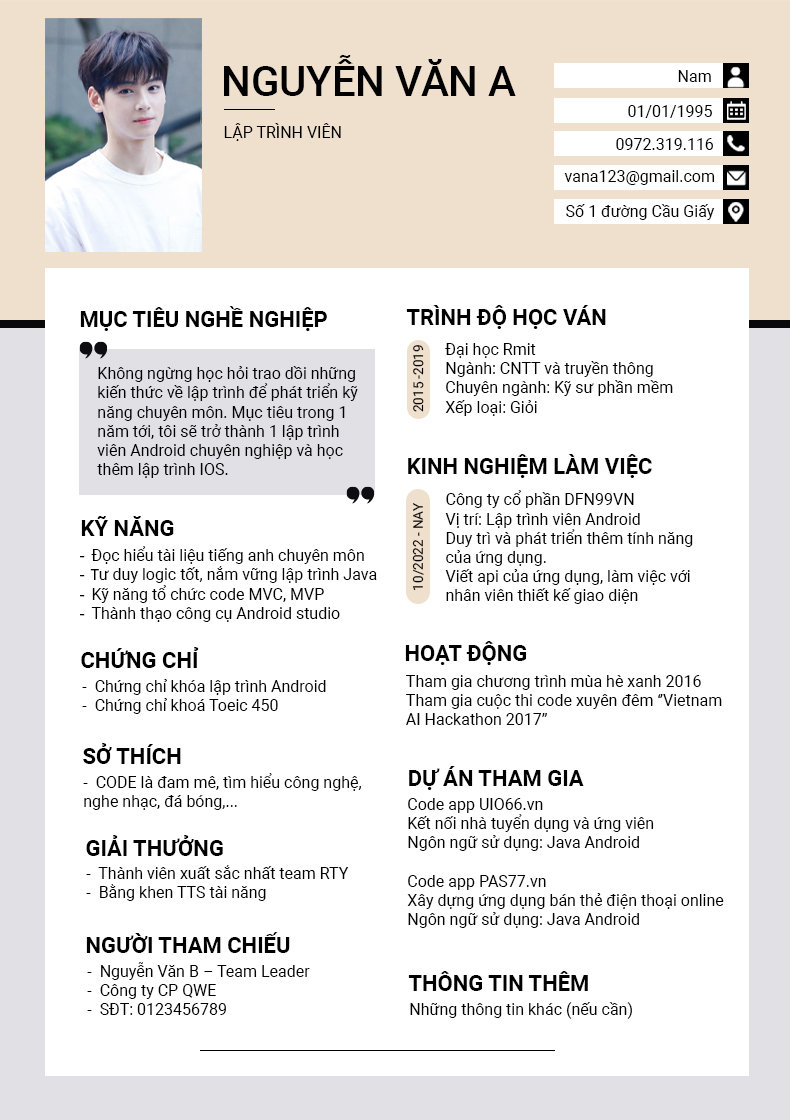 NGUYỄN VĂN A
LẬP TRÌNH VIÊN
Nam
01/01/1995
0972.319.116
vana123@gmail.com
Số 1 đường Cầu Giấy
MỤC TIÊU NGHỀ NGHIỆP
Không ngừng học hỏi trao dồi những
kiến thức về lập trình để phát triển kỹ
năng chuyên môn. Mục tiêu trong 1
năm tới, tôi sẽ trở thành 1 lập trình
viên Android chuyên nghiệp và học
thêm lập trình IOS.
KỸ NĂNG
- Đọc hiểu tài liệu tiếng anh chuyên môn
- Tư duy logic tốt, nắm vững lập trình Java
- Kỹ năng tổ chức code MVC, MVP
- Thành thạo công cụ Android studio
CHỨNG CHỈ
- Chứng chỉ khóa lập trình Android
- Chứng chỉ khoá Toeic 450
SỞ THÍCH
- CODE là đam mê, tìm hiểu công nghệ,
nghe nhạc, đá bóng,...
GIẢI THƯỞNG
- Thành viên xuất sắc nhất team RTY
- Bằng khen TTS tài năng
NGƯỜI THAM CHIẾU
- Nguyễn Văn B – Team Leader
- Công ty CP QWE
- SĐT: 0123456789
TRÌNH ĐỘ HỌC VÁN
2015 -2019
Đại học Rmit
Ngành: CNTT và truyền thông
Chuyên ngành: Kỹ sư phần mềm
Xếp loại: Giỏi
KINH NGHIỆM LÀM VIỆC
10/2022 - NAY
Công ty cổ phần DFN99VN
Vị trí: Lập trình viên Android
Duy trì và phát triển thêm tính năng
của ứng dụng.
Viết api của ứng dụng, làm việc với
nhân viên thiết kế giao diện
HOẠT ĐỘNG
Tham gia chương trình mùa hè xanh 2016
Tham gia cuộc thi code xuyên đêm “Vietnam
AI Hackathon 2017”
DỰ ÁN THAM GIA
Code app UIO66.vn
Kết nối nhà tuyển dụng và ứng viên
Ngôn ngữ sử dụng: Java Android
Code app PAS77.vn
Xây dựng ứng dụng bán thẻ điện thoại online
Ngôn ngữ sử dụng: Java Android
THÔNG TIN THÊM
Những thông tin khác (nếu cần)